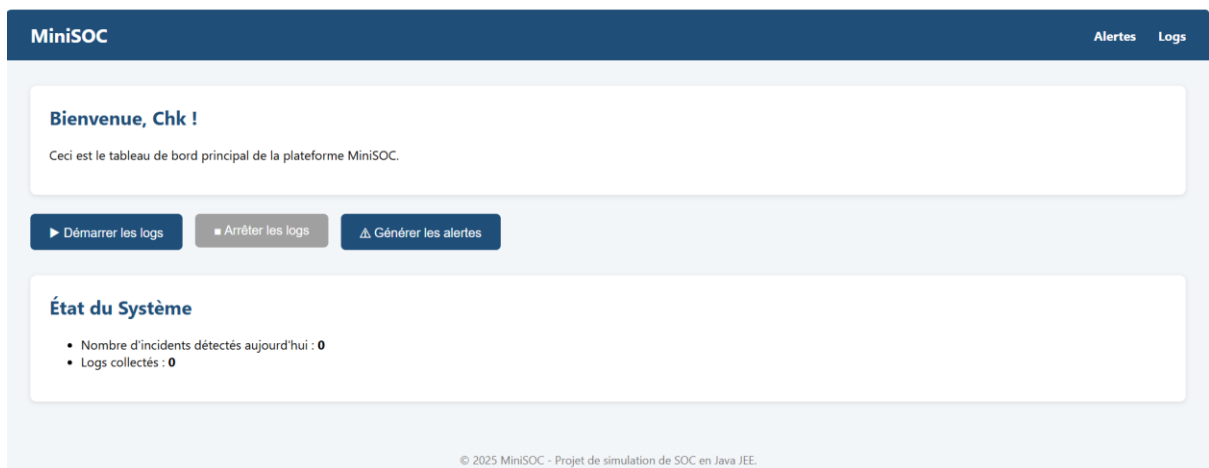 MiniSOC
Alertes Logs
Bienvenue, Chk !
Ceci est le tableau de bord principal de la plateforme MiniSOC.
▶ Démarrer les logs
■ Arrêter les logs
⚠ Générer les alertes
État du Système
• Nombre d'incidents détectés aujourd'hui : 0
• Logs collectés : 0
© 2025 MiniSOC - Projet de simulation de SOC en Java JEE.